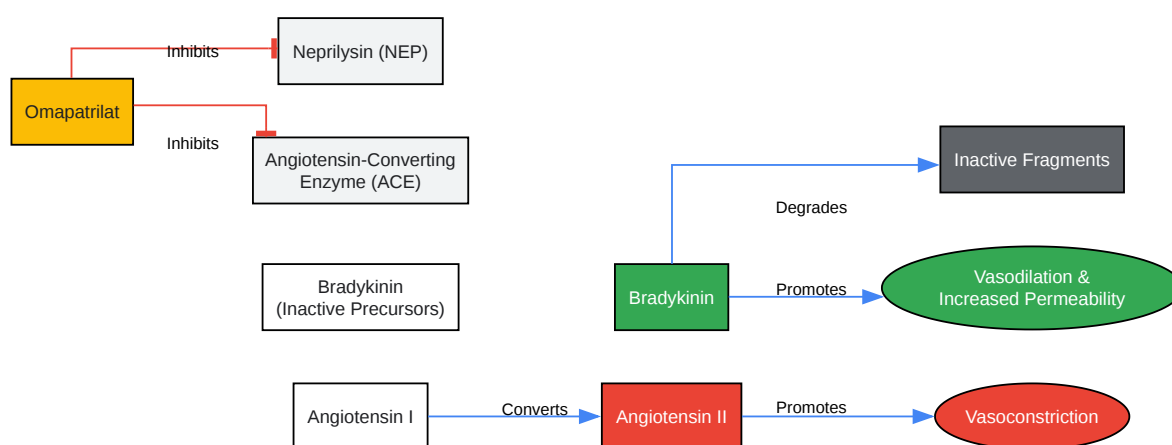 Inhibits
Neprilysin (NEP)
Omapatrilat
Inhibits
Angiotensin-Converting
Enzyme (ACE)
Inactive Fragments
Degrades
Bradykinin
(Inactive Precursors)
Bradykinin
Promotes
Vasodilation &
Increased Permeability
Angiotensin I
Converts
Angiotensin II
Promotes
Vasoconstriction